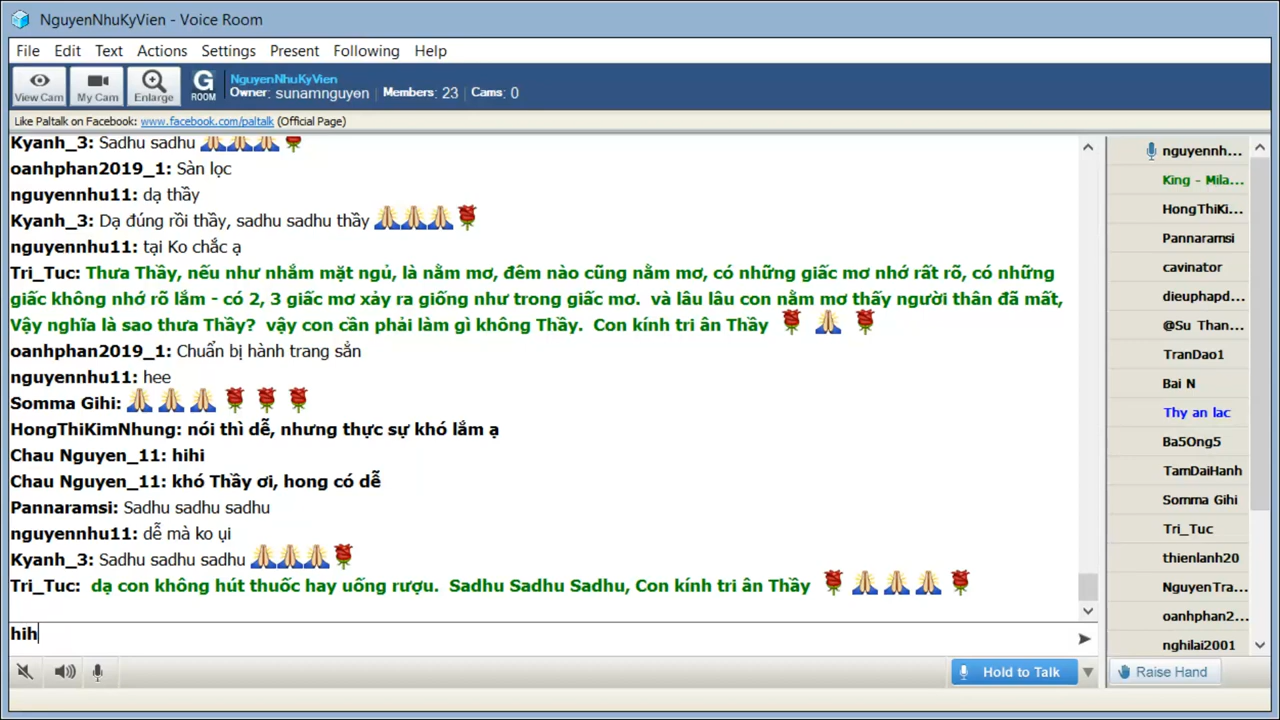 NguyenNhuKyVien - Voice Room
File Edit Text Actions Settings Present Following Help
View Cam My Cam Enlarge G ROOM
NguyenNhuKyVien
Owner: sunamnguyen Members: 23 Cams: 0
Like Paltalk on Facebook: www.facebook.com/paltalk (Official Page)
Kyanh_3: Sadhu sadhu 🙏🙏🙏🌹
oanhphan2019_1: Sàn lọc
nguyennhu11: dạ thầy
Kyanh_3: Dạ đúng rồi thầy, sadhu sadhu thầy 🙏🙏🙏🌹
nguyennhu11: tại Ko chắc ạ
Tri_Tuc: Thưa Thầy, nếu như nhắm mặt ngủ, là nằm mơ, đêm nào cũng nằm mơ, có những giấc mơ nhớ rất rõ, có những
giấc không nhớ rõ lắm - có 2, 3 giấc mơ xảy ra giống như trong giấc mơ. và lâu lâu con nằm mơ thấy người thân đã mất,
Vậy nghĩa là sao thưa Thầy? vậy con cần phải làm gì không Thầy. Con kính tri ân Thầy 🌹 🙏 🌹
oanhphan2019_1: Chuẩn bị hành trang sẳn
nguyennhu11: hee
Somma Gihi: 🙏 🙏 🙏 🌹 🌹 🌹
HongThiKimNhung: nói thì dễ, nhưng thực sự khó lắm ạ
Chau Nguyen_11: hihi
Chau Nguyen_11: khó Thầy ơi, hong có dễ
Pannaramsi: Sadhu sadhu sadhu
nguyennhu11: dễ mà ko ụi
Kyanh_3: Sadhu sadhu sadhu 🙏🙏🙏🌹
Tri_Tuc: dạ con không hút thuốc hay uống rượu. Sadhu Sadhu Sadhu, Con kính tri ân Thầy 🌹 🙏 🙏 🙏 🌹
hih
Hold to Talk
nguyennh...
King - Mila...
HongThiKi...
Pannaramsi
cavinator
dieuphapd...
@Su Than...
TranDao1
Bai N
Thy an lac
Ba5Ong5
TamDaiHanh
Somma Gihi
Tri_Tuc
thienlanh20
NguyenTra...
oanhphan2...
nghilai2001
Raise Hand